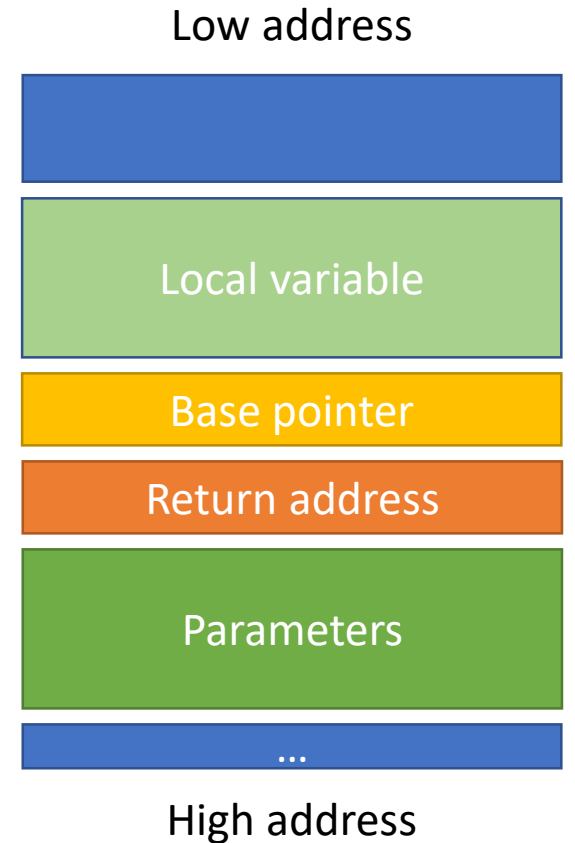 Low address
Local variable
Base pointer
Return address
Parameters
...
High address